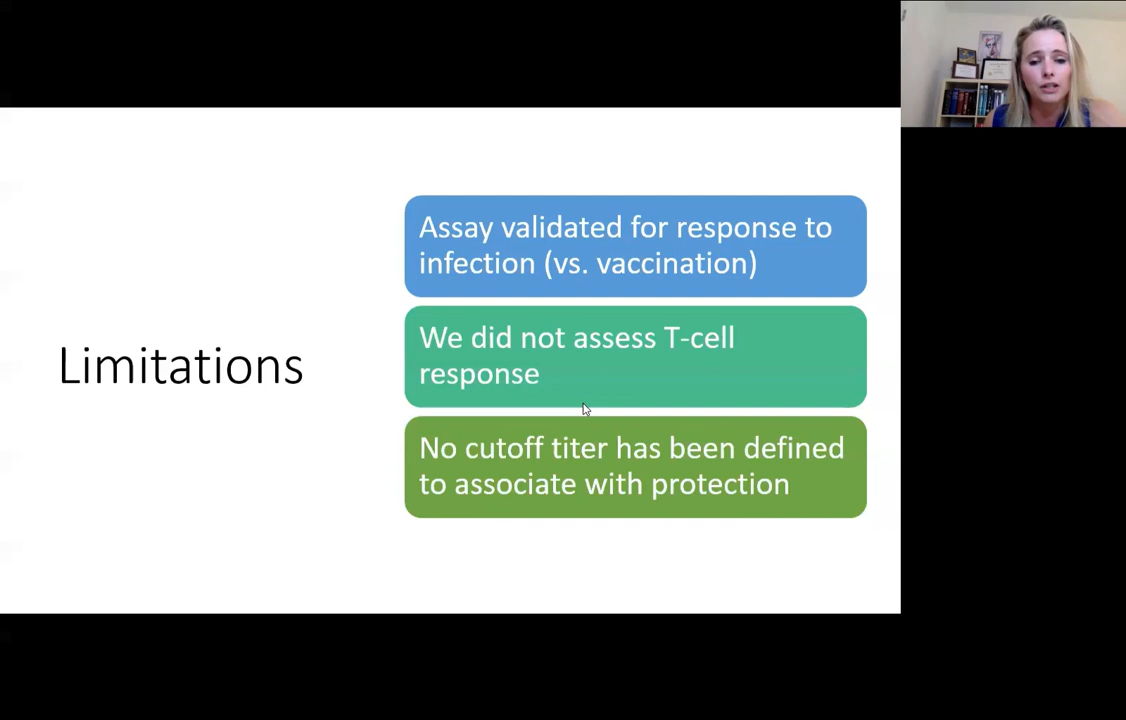 Limitations
Assay validated for response to
infection (vs. vaccination)
We did not assess T-cell
response
No cutoff titer has been defined
to associate with protection